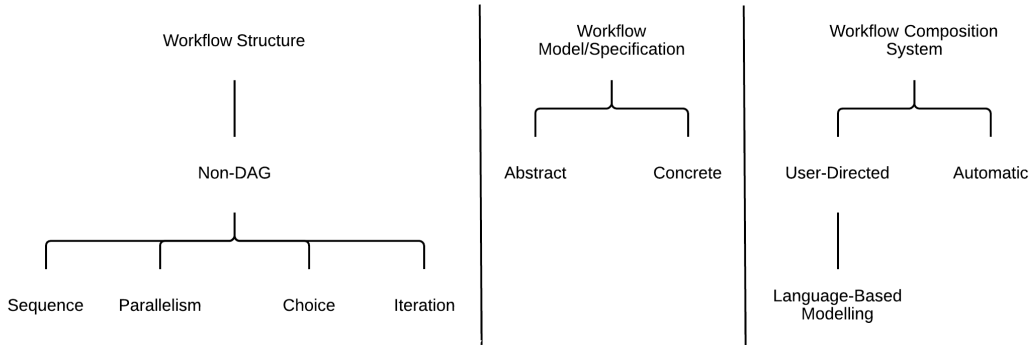 Workflow Structure
Non-DAG
Sequence
Parallelism
Choice
Iteration
Workflow
Model/Specification
Abstract
Concrete
Workflow Composition
System
User-Directed
Automatic
Language-Based
Modelling